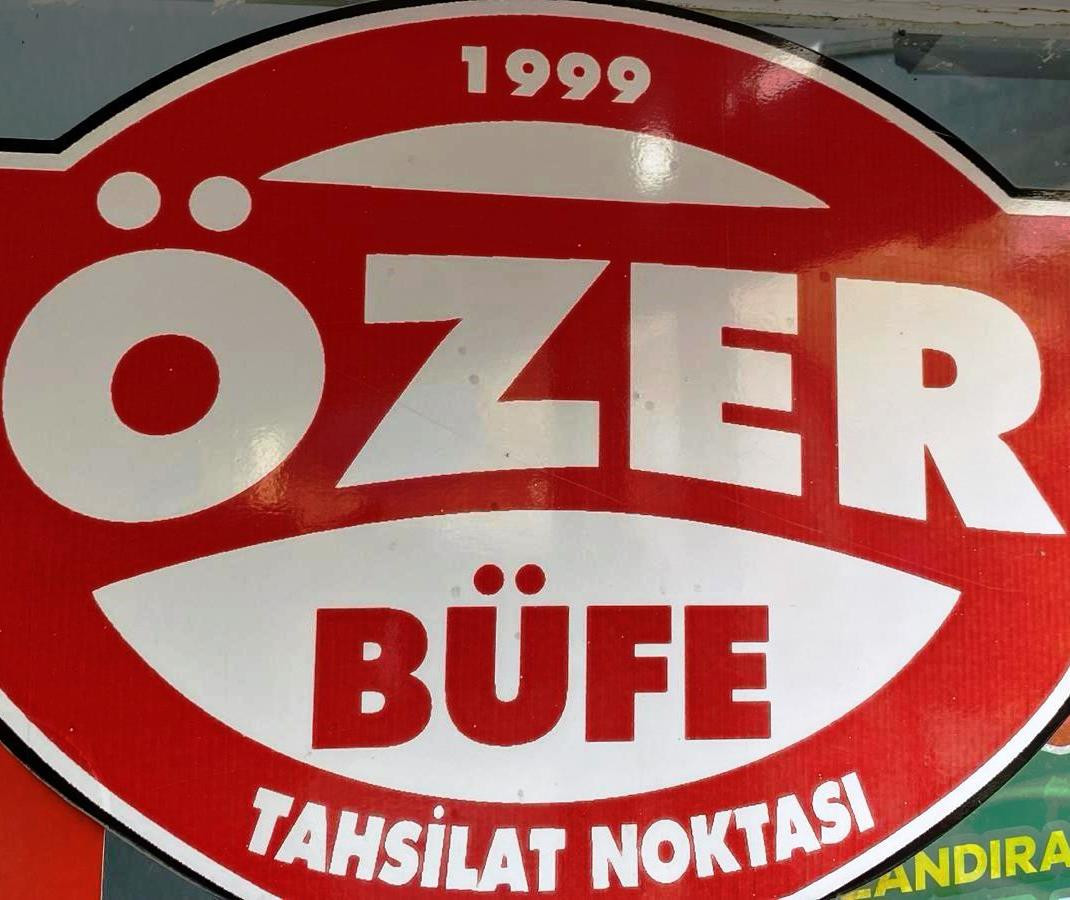 1999
ÖZER
BÜFE
TAHSİLAT NOKTASI